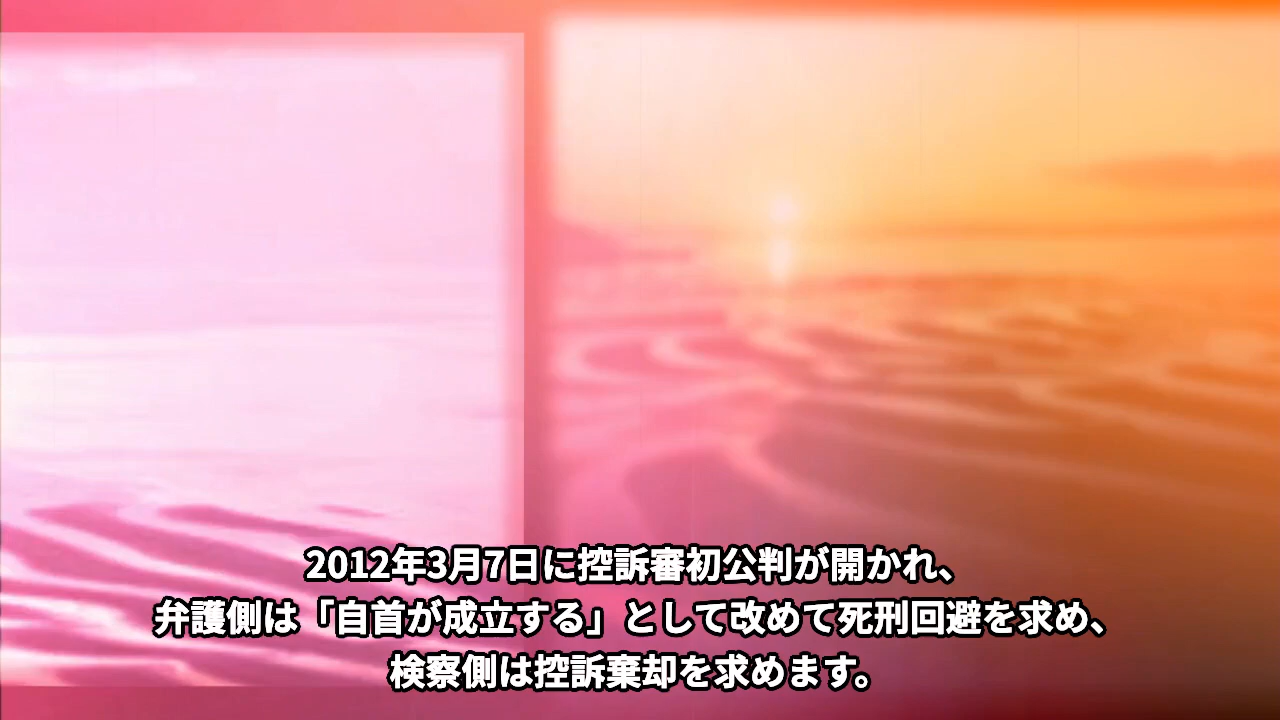 2012年3月7日に控訴審初公判が開かれ、
弁護側は「自首が成立する」として改めて死刑回避を求め、
検察側は控訴棄却を求めます。